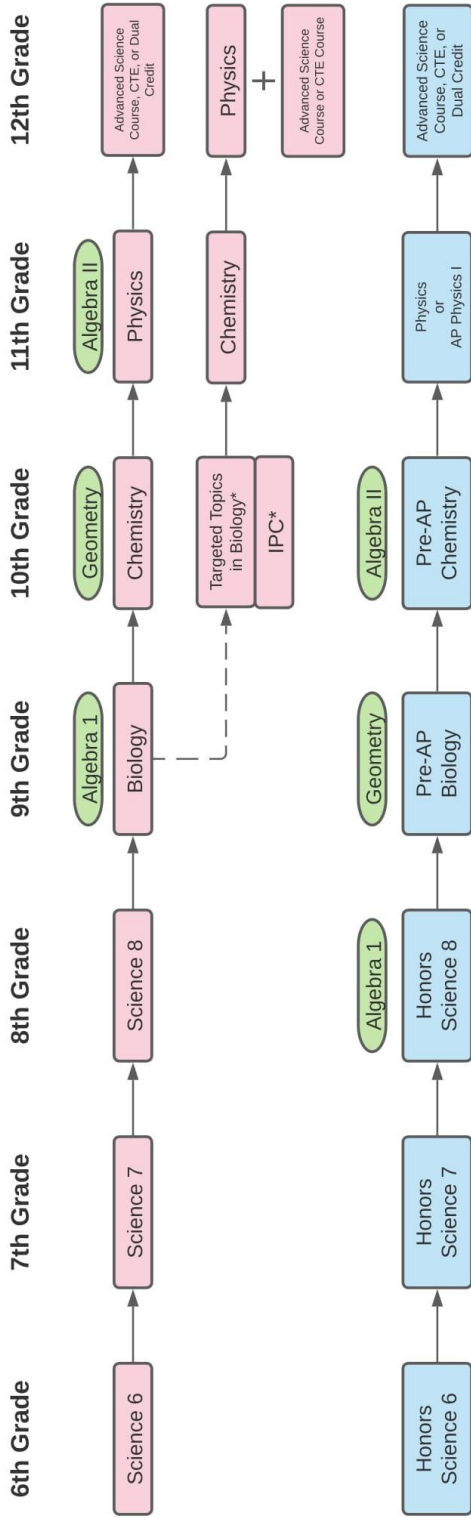 6th Grade
7th Grade
8th Grade
9th Grade
10th Grade
11th Grade
12th Grade
Algebra 1
Geometry
Algebra II
Science 6
Science 7
Science 8
Biology
Chemistry
Physics
Advanced Science
Course, CTE, or Dual
Credit
Targeted Topics
in Biology*
IPC*
Chemistry
Physics
+
Advanced Science
Course or CTE Course
Algebra 1
Geometry
Algebra II
Honors
Science 6
Honors
Science 7
Honors
Science 8
Pre-AP
Biology
Pre-AP
Chemistry
Physics
or
AP Physics I
Advanced Science
Course, CTE, or
Dual Credit